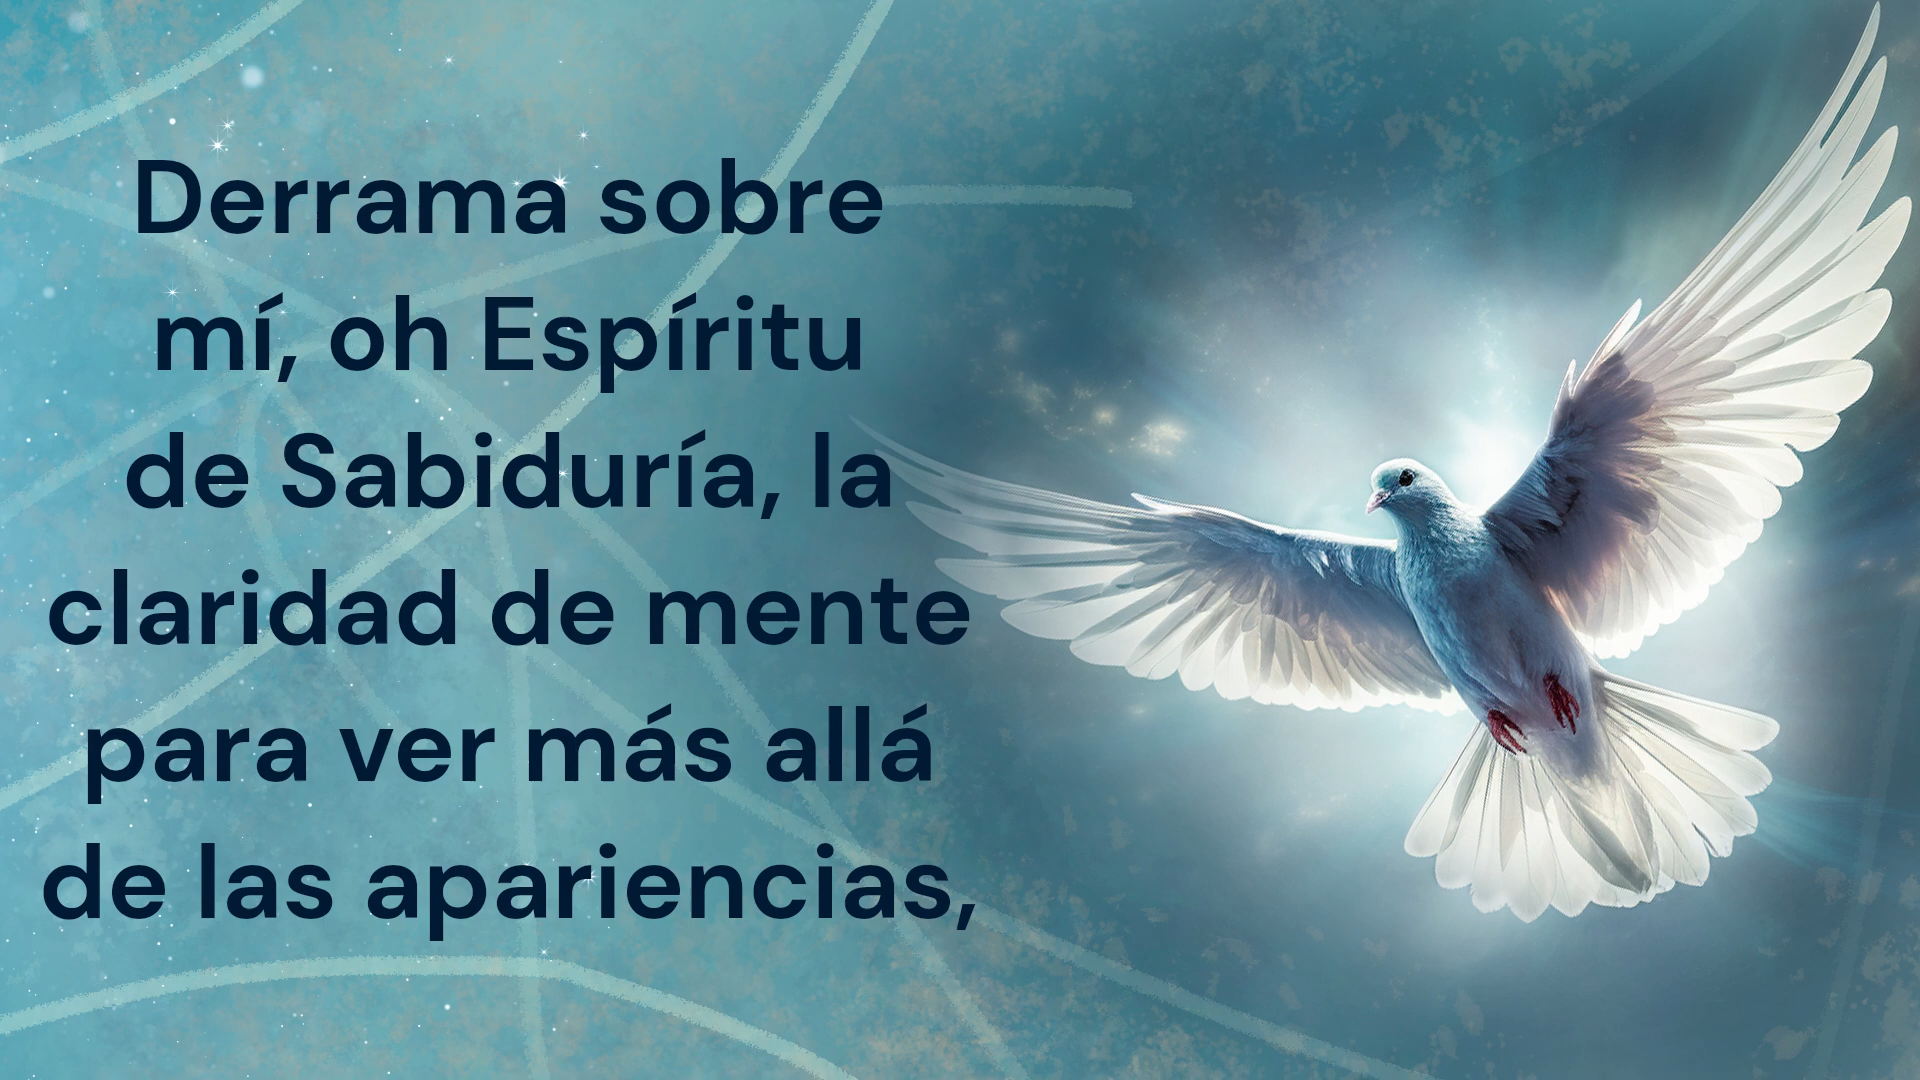 Derrama sobre
mí, oh Espíritu
de Sabiduría, la
claridad de mente
para ver más allá
de las apariencias,